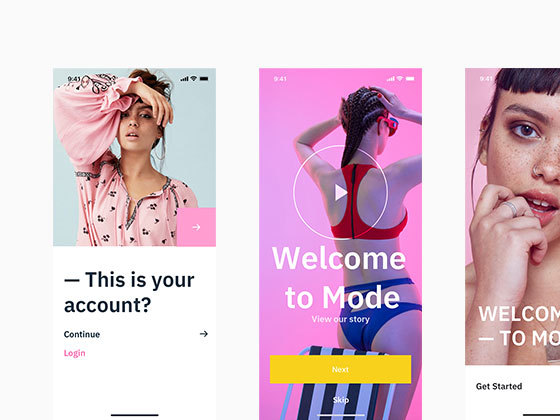 9:41
— This is your
account?
Continue
Login
9:41
Welcome
to Mode
View our story
Next
Skip
9:41
WELCOM
— TO MO
Get Started